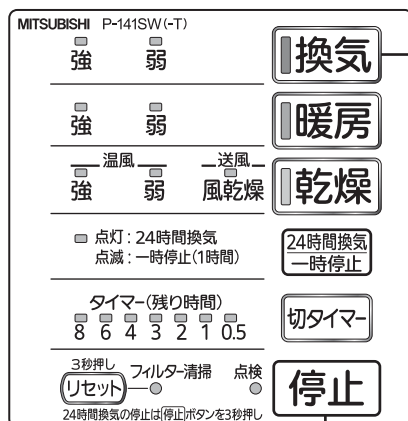 MITSUBISHI P-141SW(-T)
強 弱 換気
強 弱 暖房
温風 送風
強 弱 風乾燥 乾燥
点灯:24時間換気
点滅:一時停止(1時間)
24時間換気
一時停止
タイマー(残り時間)
8 6 4 3 2 1 0.5
切タイマー
3秒押し
リセット フィルター清掃 点検
停止
24時間換気の停止は停止ボタンを3秒押し